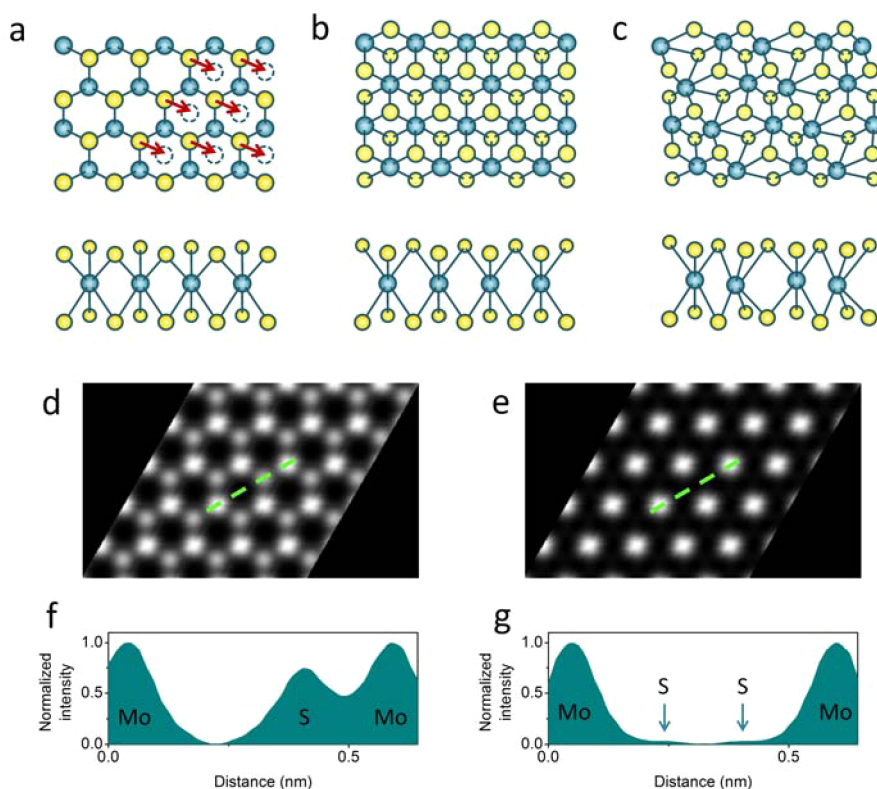 a
b
c
d
e
f
Normalized
intensity
1.0
0.5
0.0
Mo
S
Mo
0.0
0.5
Distance (nm)
g
Normalized
intensity
1.0
0.5
0.0
Mo
S
S
Mo
0.0
0.5
Distance (nm)